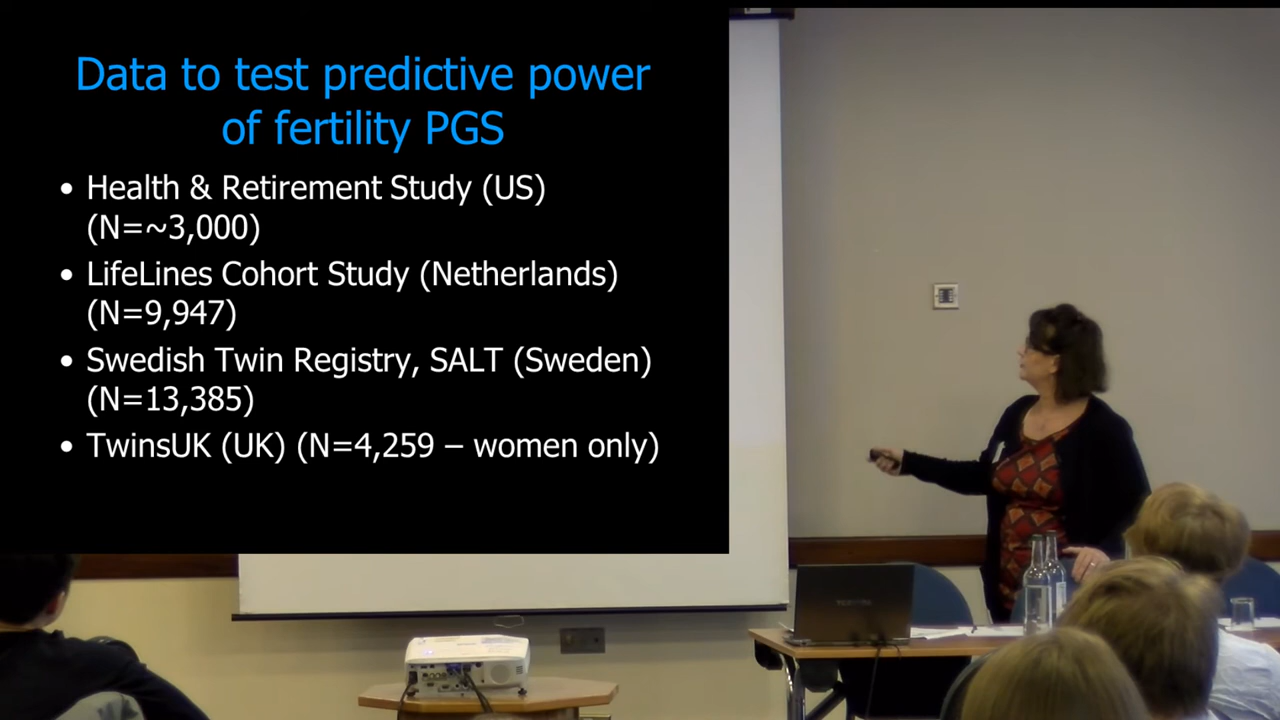 Data to test predictive power
of fertility PGS
• Health & Retirement Study (US)
(N=~3,000)
• LifeLines Cohort Study (Netherlands)
(N=9,947)
• Swedish Twin Registry, SALT (Sweden)
(N=13,385)
• TwinsUK (UK) (N=4,259 – women only)
TOSHIBA